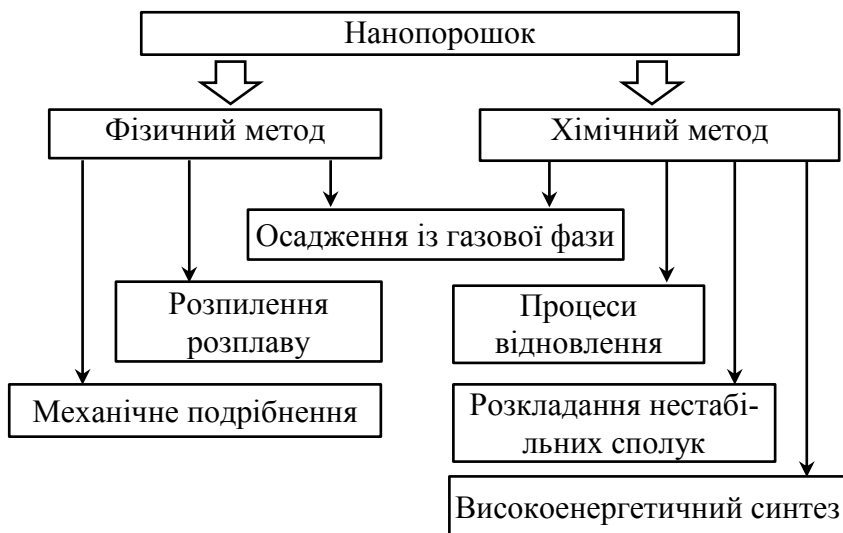 Нанопорошок
Фізичний метод
Хімічний метод
Осадження із газової фази
Розпилення
розплаву
Процеси
відновлення
Механічне подрібнення
Розкладання нестабі-
льних сполук
Високоенергетичний синтез